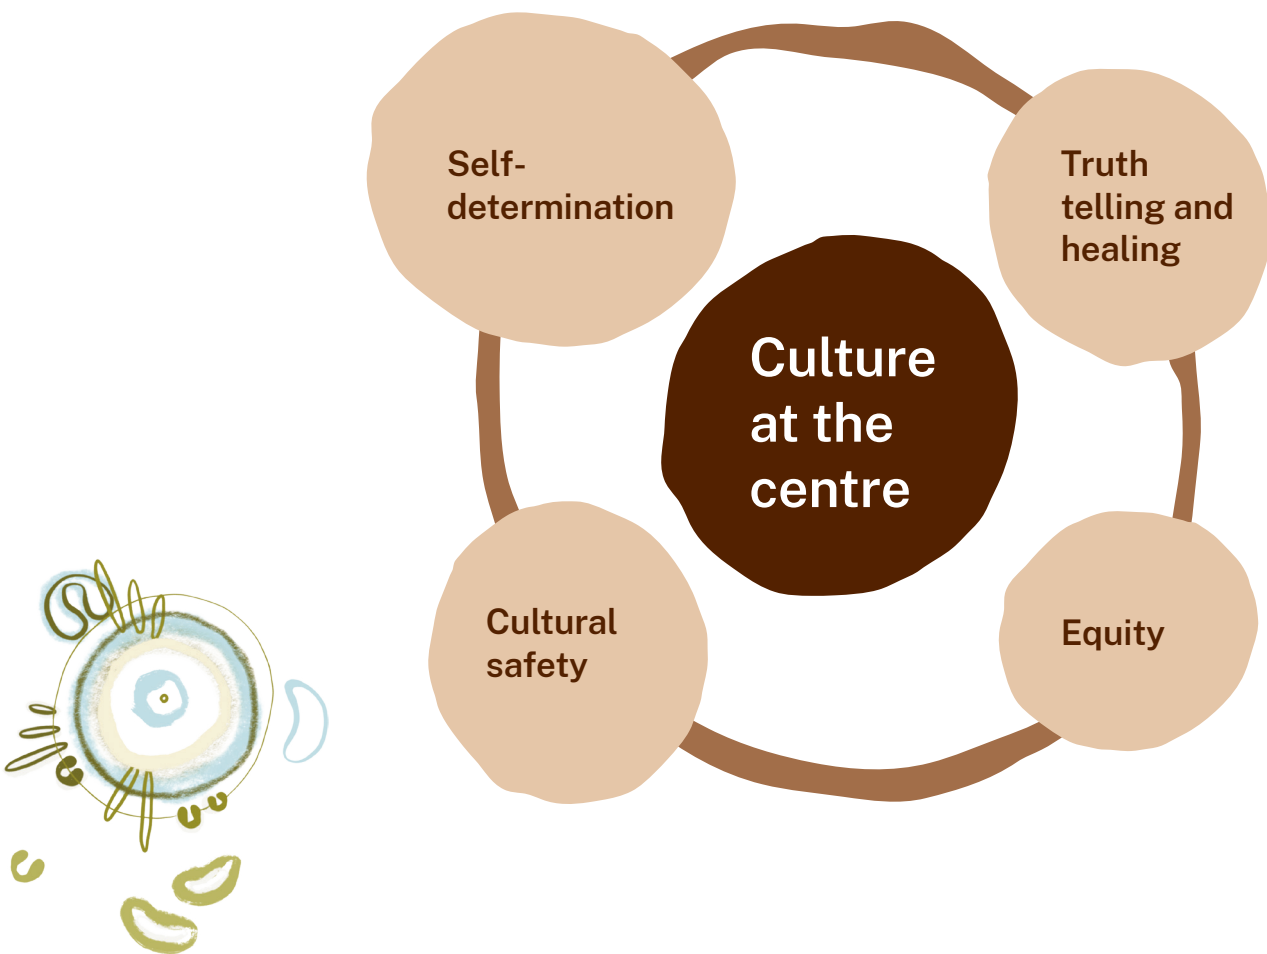 Self-
determination
Truth
telling and
healing
Culture
at the
centre
Cultural
safety
Equity